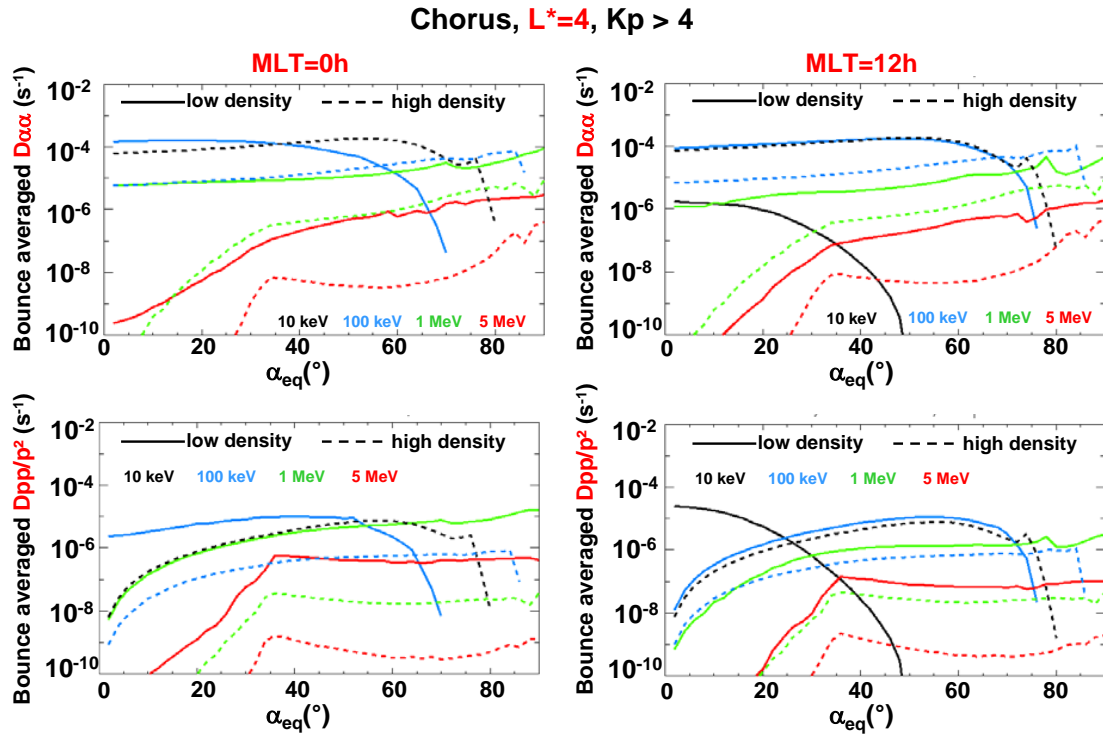 Chorus, L*=4, Kp > 4
MLT=0h
Bounce averaged Dαα (s⁻¹)
10⁻²
10⁻⁴
10⁻⁶
10⁻⁸
10⁻¹⁰
low density
high density
10 keV 100 keV 1 MeV 5 MeV
0 20 40 60 80
αeq(°)
MLT=12h
Bounce averaged Dαα (s⁻¹)
10⁻²
10⁻⁴
10⁻⁶
10⁻⁸
10⁻¹⁰
low density
high density
10 keV 100 keV 1 MeV 5 MeV
0 20 40 60 80
αeq(°)
Bounce averaged Dpp/p² (s⁻¹)
10⁻²
10⁻⁴
10⁻⁶
10⁻⁸
10⁻¹⁰
low density
high density
10 keV 100 keV 1 MeV 5 MeV
0 20 40 60 80
αeq(°)
Bounce averaged Dpp/p² (s⁻¹)
10⁻²
10⁻⁴
10⁻⁶
10⁻⁸
10⁻¹⁰
low density
high density
10 keV 100 keV 1 MeV 5 MeV
0 20 40 60 80
αeq(°)